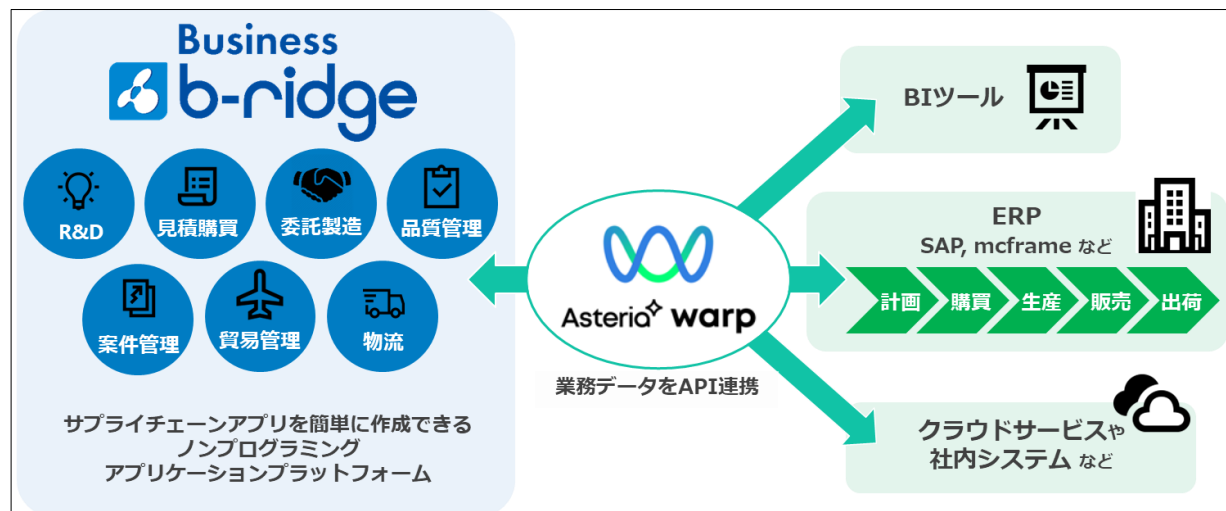 Business
b-ridge
R&D
見積購買
委託製造
品質管理
案件管理
貿易管理
物流
サプライチェーンアプリを簡単に作成できる
ノンプログラミング
アプリケーションプラットフォーム
Asteria warp
業務データをAPI連携
BIツール
ERP
SAP, mcframe など
計画
購買
生産
販売
出荷
クラウドサービスや
社内システム など